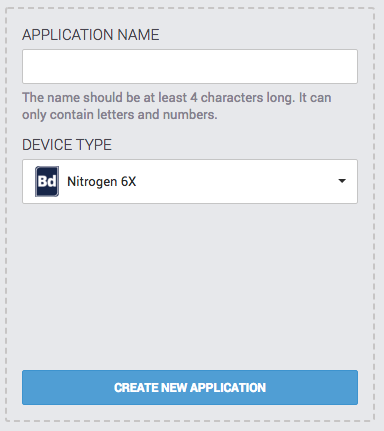 APPLICATION NAME
The name should be at least 4 characters long. It can
only contain letters and numbers.
DEVICE TYPE
Bd Nitrogen 6X
CREATE NEW APPLICATION